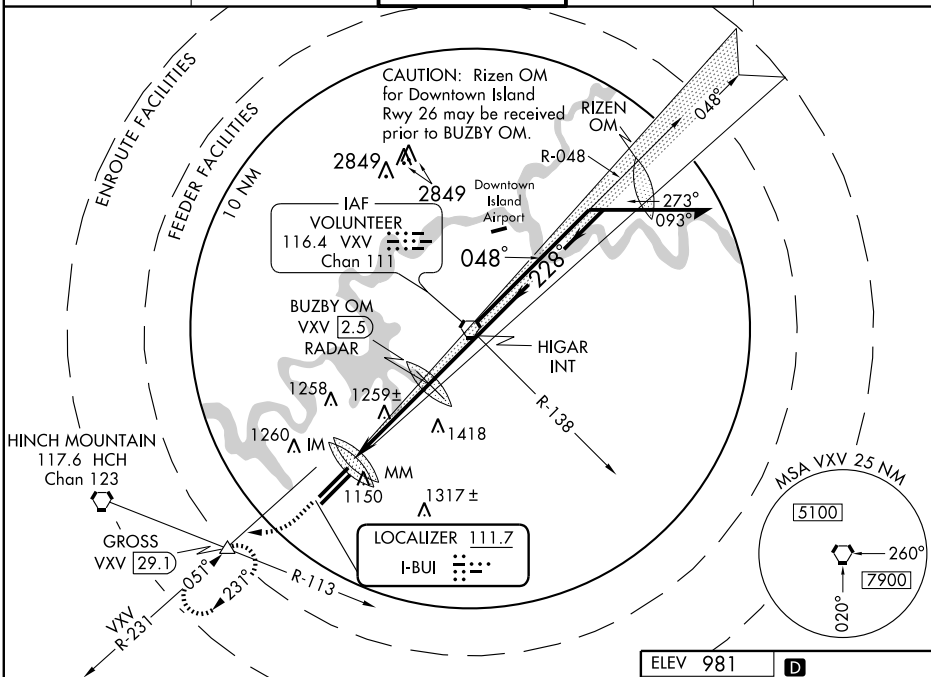 ENROUTE FACILITIES
FEEDER FACILITIES
10 NM
CAUTION: Rizen OM
for Downtown Island
Rwy 26 may be received
prior to BUZBY OM.
RIZEN
OM
048°
R-048
2849
2849
Downtown
Island
Airport
273°
093°
IAF
VOLUNTEER
116.4 VXV
Chan 111
048°
228°
BUZBY OM
VXV 2.5
RADAR
HIGAR
INT
R-138
1258
1259±
1418
1260
IM
MM
1150
1317±
HINCH MOUNTAIN
117.6 HCH
Chan 123
GROSS
VXV 29.1
051°
231°
R-113
VXV
R-231
LOCALIZER 111.7
I-BUI
MSA VXV 25 NM
5100
260°
7900
020°
ELEV 981
D